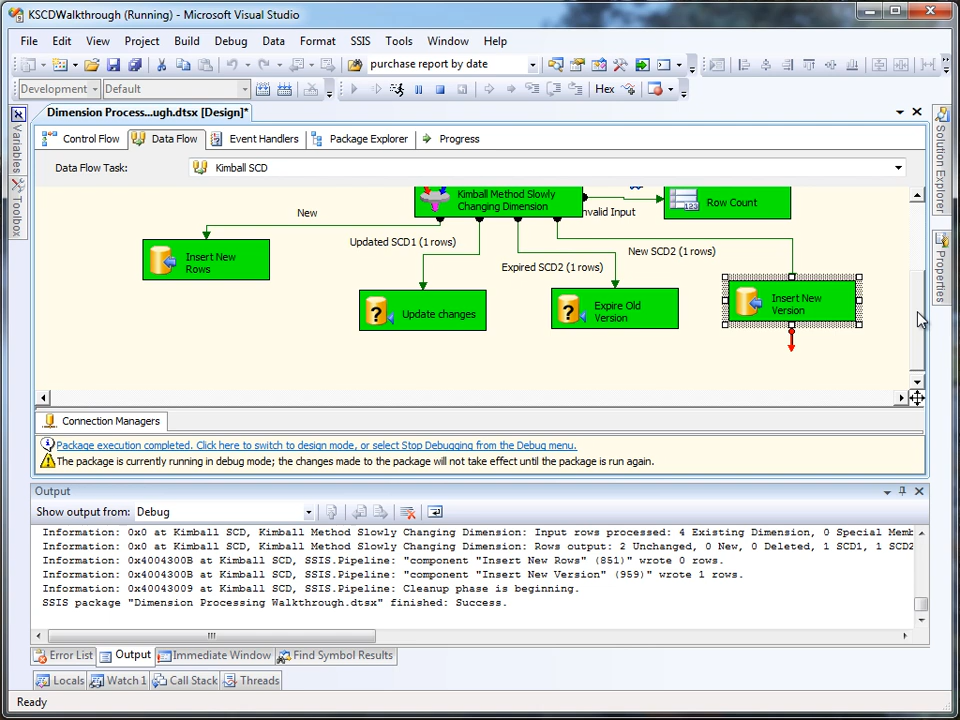 KSCDWalkthrough (Running) - Microsoft Visual Studio
File Edit View Project Build Debug Data Format SSIS Tools Window Help
purchase report by date
Development Default Hex
Dimension Process...ugh.dtsx [Design]*
Control Flow Data Flow Event Handlers Package Explorer Progress
Data Flow Task: Kimball SCD
Variables
Toolbox
Solution Explorer
Properties
Kimball Method Slowly
Changing Dimension
Row Count
New
nvalid Input
Insert New
Rows
Updated SCD1 (1 rows)
Expired SCD2 (1 rows)
New SCD2 (1 rows)
Update changes
Expire Old
Version
Insert New
Version
Connection Managers
Package execution completed. Click here to switch to design mode, or select Stop Debugging from the Debug menu.
The package is currently running in debug mode; the changes made to the package will not take effect until the package is run again.
Output
Show output from: Debug
Information: 0x0 at Kimball SCD, Kimball Method Slowly Changing Dimension: Input rows processed: 4 Existing Dimension, 0 Special Memb
Information: 0x0 at Kimball SCD, Kimball Method Slowly Changing Dimension: Rows output: 2 Unchanged, 0 New, 0 Deleted, 1 SCD1, 1 SCD2
Information: 0x4004300B at Kimball SCD, SSIS.Pipeline: "component "Insert New Rows" (851)" wrote 0 rows.
Information: 0x4004300B at Kimball SCD, SSIS.Pipeline: "component "Insert New Version" (959)" wrote 1 rows.
Information: 0x40043009 at Kimball SCD, SSIS.Pipeline: Cleanup phase is beginning.
SSIS package "Dimension Processing Walkthrough.dtsx" finished: Success.
Error List Output Immediate Window Find Symbol Results
Locals Watch 1 Call Stack Threads
Ready